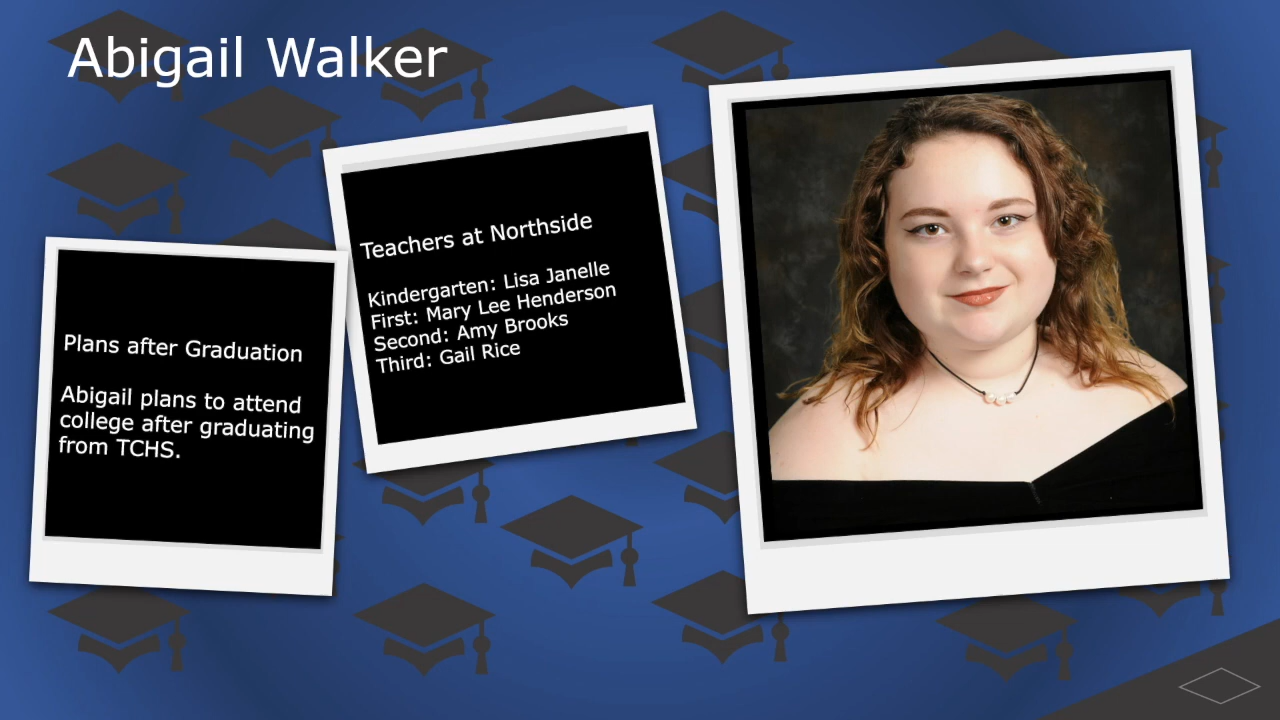 Abigail Walker
Teachers at Northside
Kindergarten: Lisa Janelle
First: Mary Lee Henderson
Second: Amy Brooks
Third: Gail Rice
Plans after Graduation
Abigail plans to attend
college after graduating
from TCHS.